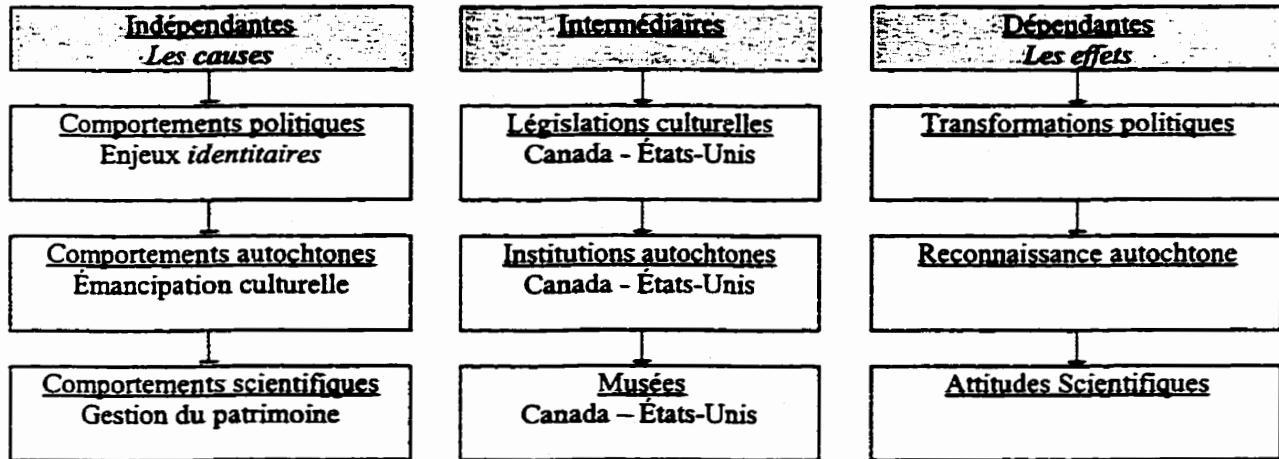 Indépendantes
Les causes
Comportements politiques
Enjeux identitaires
Comportements autochtones
Émancipation culturelle
Comportements scientifiques
Gestion du patrimoine
Intermédiaires
Législations culturelles
Canada - États-Unis
Institutions autochtones
Canada - États-Unis
Musées
Canada – États-Unis
Dépendantes
Les effets
Transformations politiques
Reconnaissance autochtone
Attitudes Scientifiques